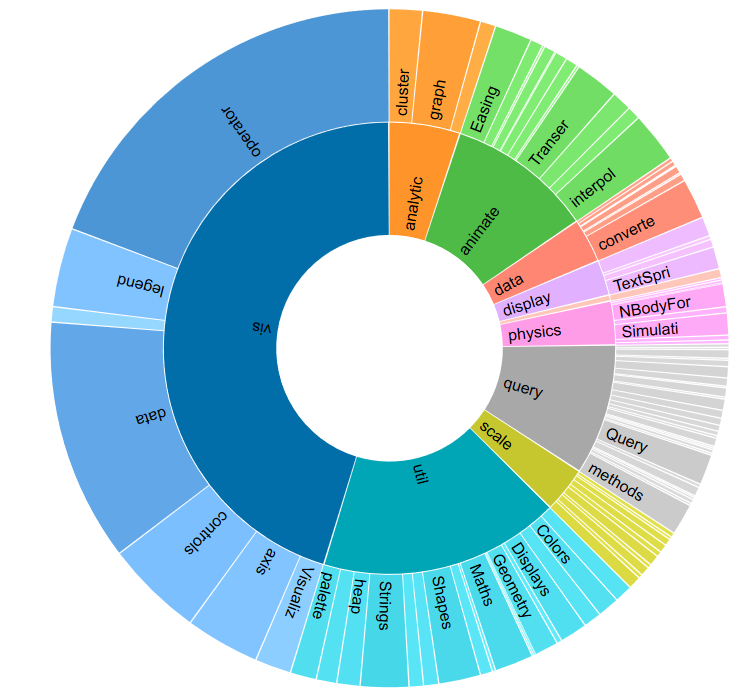 cluster
graph
Easing
Transer
interpol
converte
TextSpri
NBodyFor
Simulati
Query
methods
Colors
Displays
Geometry
Maths
Shapes
Strings
heap
palette
Visualiz
axis
controls
data
legend
operator
analytic
animate
data
display
physics
query
scale
util
vis